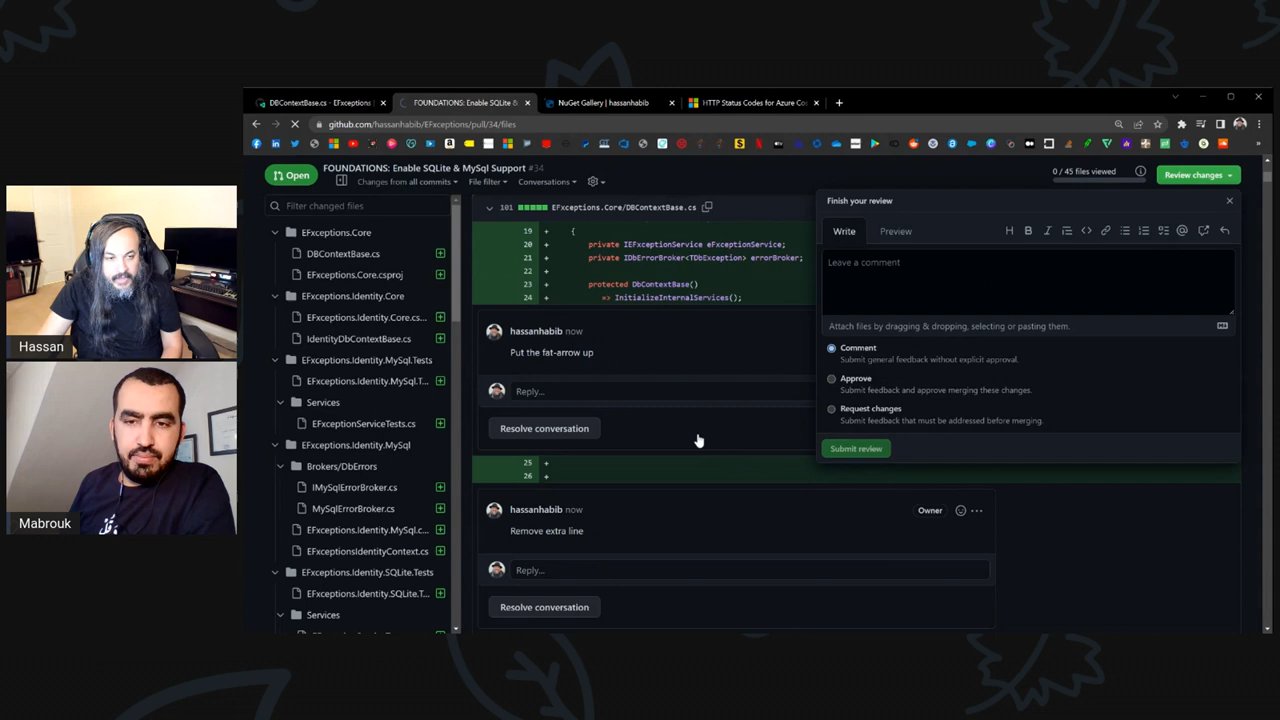 Hassan
Mabrouk
DBContextBase.cs - EFxceptions
FOUNDATIONS: Enable SQLite &
NuGet Gallery | hassanhabib
HTTP Status Codes for Azure Co
github.com/hassanhabib/EFxceptions/pull/34/files
Open
FOUNDATIONS: Enable SQLite & MySql Support #34
Changes from all commits
File filter
Conversations
0 / 45 files viewed
Review changes
Filter changed files
EFxceptions.Core
DBContextBase.cs
EFxceptions.Core.csproj
EFxceptions.Identity.Core
EFxceptions.Identity.Core.cs...
IdentityDbContextBase.cs
EFxceptions.Identity.MySql.Tests
EFxceptions.Identity.MySql.T...
Services
EFxceptionServiceTests.cs
EFxceptions.Identity.MySql
Brokers/DbErrors
IMySqlErrorBroker.cs
MySqlErrorBroker.cs
EFxceptions.Identity.MySql.c...
EFxceptionsIdentityContext.cs
EFxceptions.Identity.SQLite.Tests
EFxceptions.Identity.SQLite.T...
Services
101 EFxceptions.Core/DBContextBase.cs
19 + {
20 + private IEFxceptionService eFxceptionService;
21 + private IDbErrorBroker<TDbException> errorBroker;
22 +
23 + protected DbContextBase()
24 + => InitializeInternalServices();
hassanhabib now
Put the fat-arrow up
Reply...
Resolve conversation
25 +
26 +
hassanhabib now
Owner
Remove extra line
Reply...
Resolve conversation
Finish your review
Write
Preview
Leave a comment
Attach files by dragging & dropping, selecting or pasting them.
Comment
Submit general feedback without explicit approval.
Approve
Submit feedback and approve merging these changes.
Request changes
Submit feedback that must be addressed before merging.
Submit review